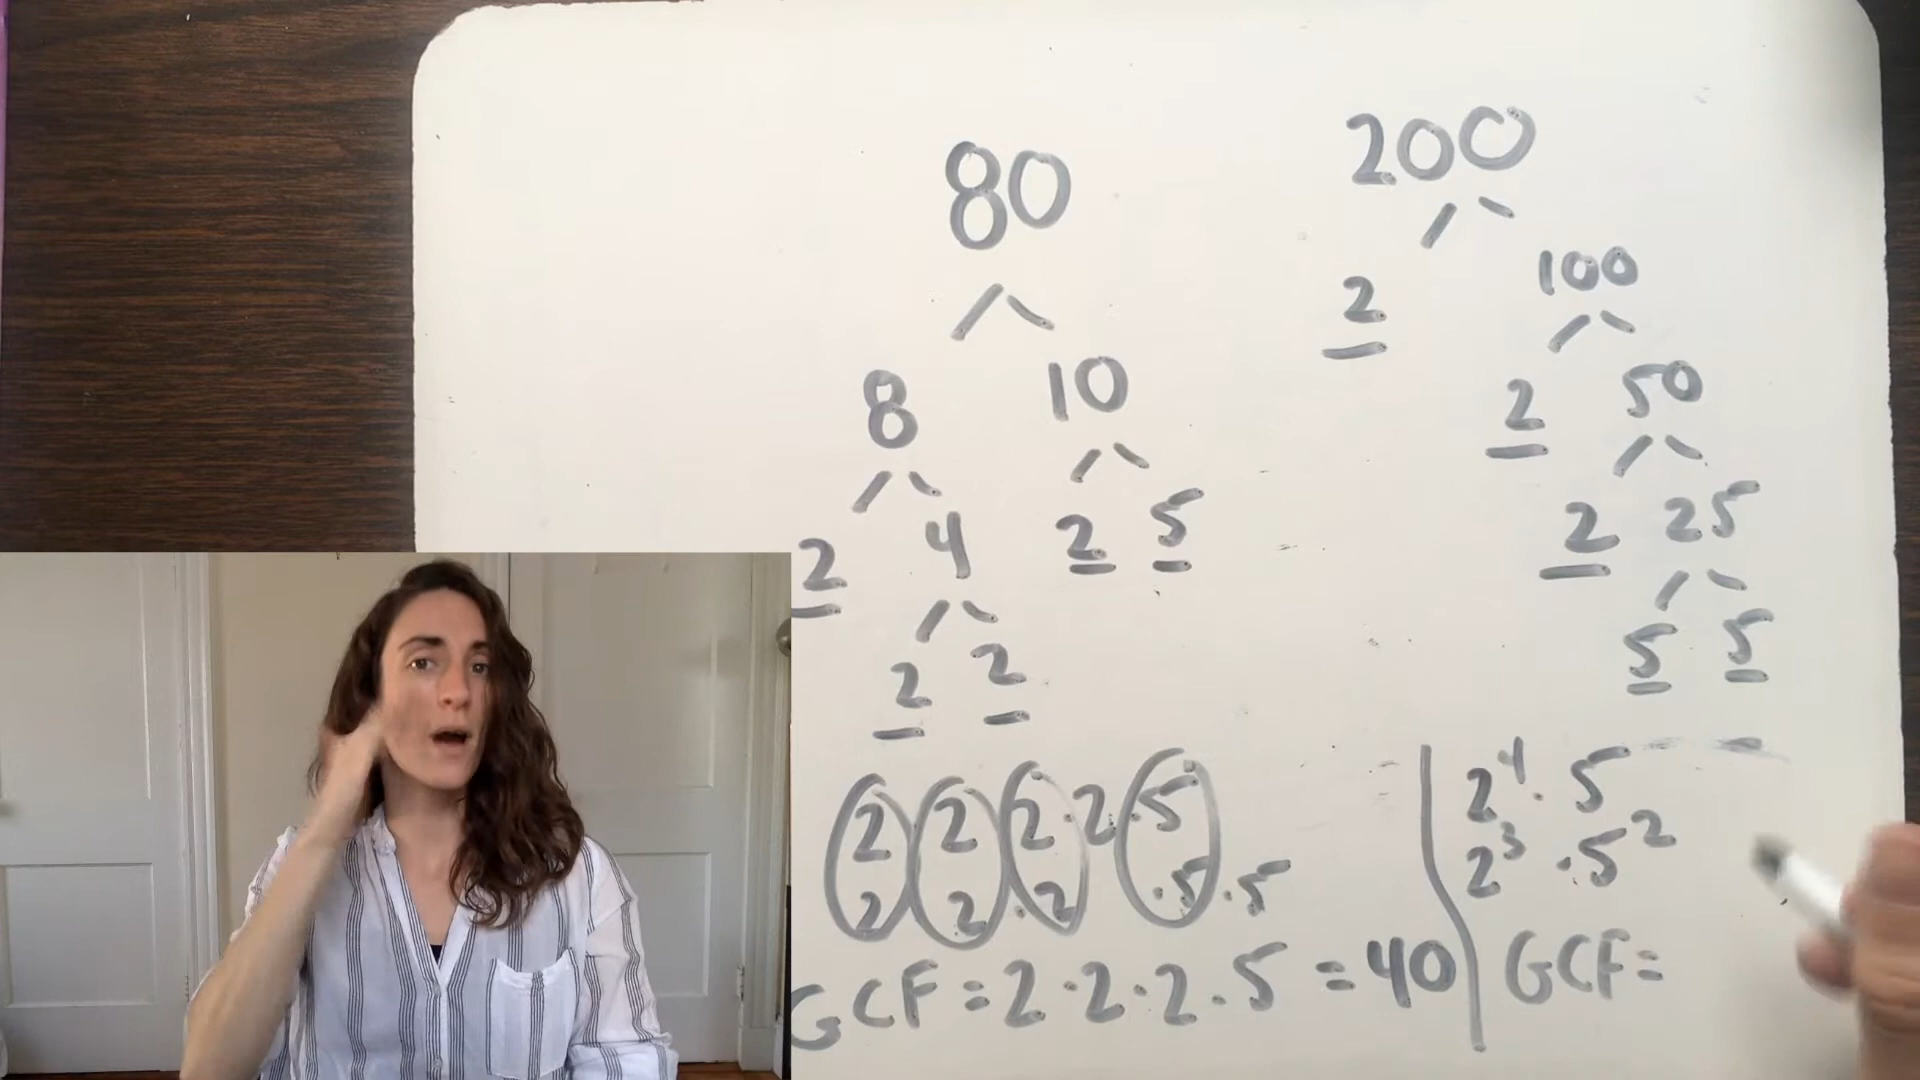 80
8 10
2 4 2 5
2 2
200
2 100
2 50
2 25
5 5
2 2 2 · 2 · 5
2 2 · 2 · 5 · 5
GCF = 2 · 2 · 2 · 5 = 40
2⁴ · 5
2³ · 5²
GCF =